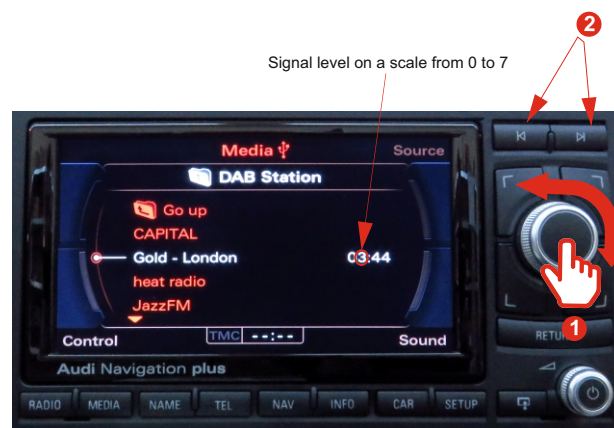 2
Signal level on a scale from 0 to 7
Media
Source
DAB Station
Go up
CAPITAL
Gold - London 03:44
heat radio
JazzFM
Control
TMC --:--
Sound
Audi Navigation plus
1
RADIO MEDIA NAME TEL NAV INFO CAR SETUP